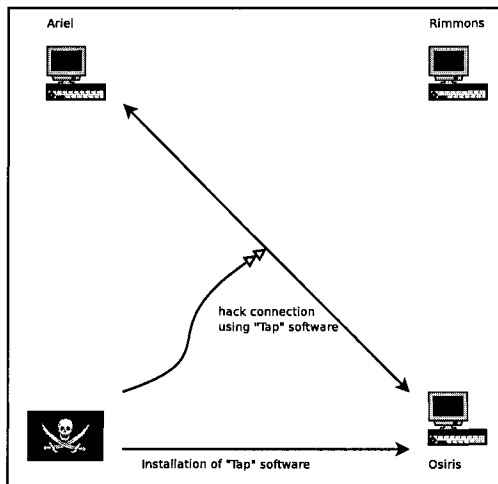 Ariel
Rimmons
hack connection
using "Tap" software
Installation of "Tap" software
Osiris